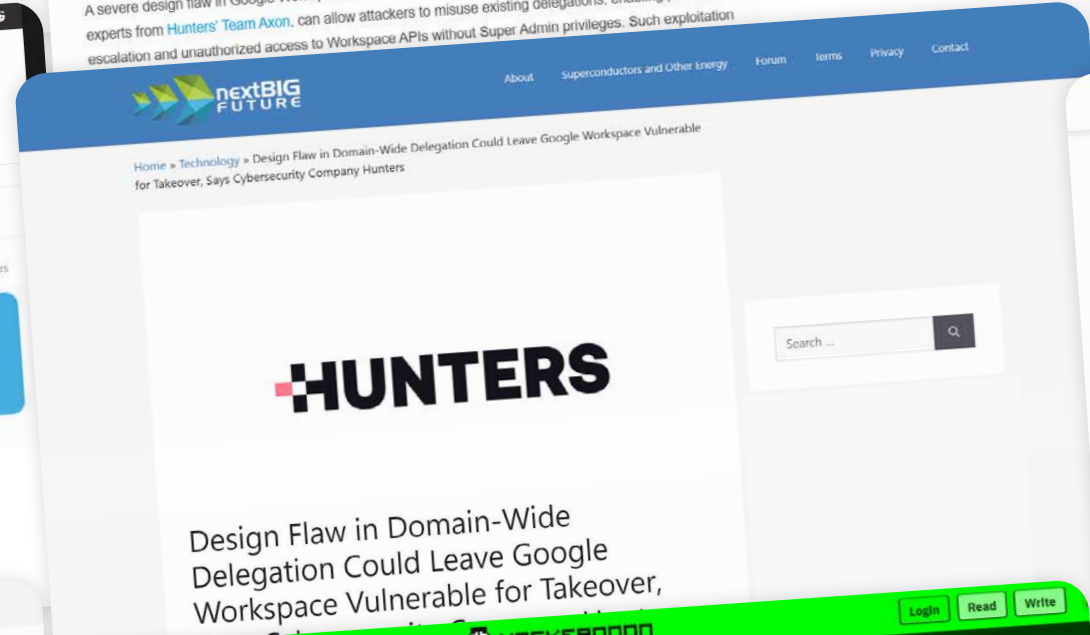 A severe design flaw in Google
experts from Hunters' Team Axon, can allow attackers to misuse existing delegations.
escalation and unauthorized access to Workspace APIs without Super Admin privileges. Such exploitation
nextBIG
FUTURE
About Superconductors and Other Energy Forum Terms Privacy Contact
Home » Technology » Design Flaw in Domain-Wide Delegation Could Leave Google Workspace Vulnerable
for Takeover, Says Cybersecurity Company Hunters
HUNTERS
Search ...
Design Flaw in Domain-Wide
Delegation Could Leave Google
Workspace Vulnerable for Takeover,
Login Read Write